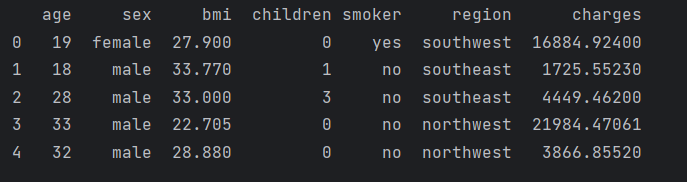 age sex bmi children smoker region charges
0 19 female 27.900 0 yes southwest 16884.92400
1 18 male 33.770 1 no southeast 1725.55230
2 28 male 33.000 3 no southeast 4449.46200
3 33 male 22.705 0 no northwest 21984.47061
4 32 male 28.880 0 no northwest 3866.85520